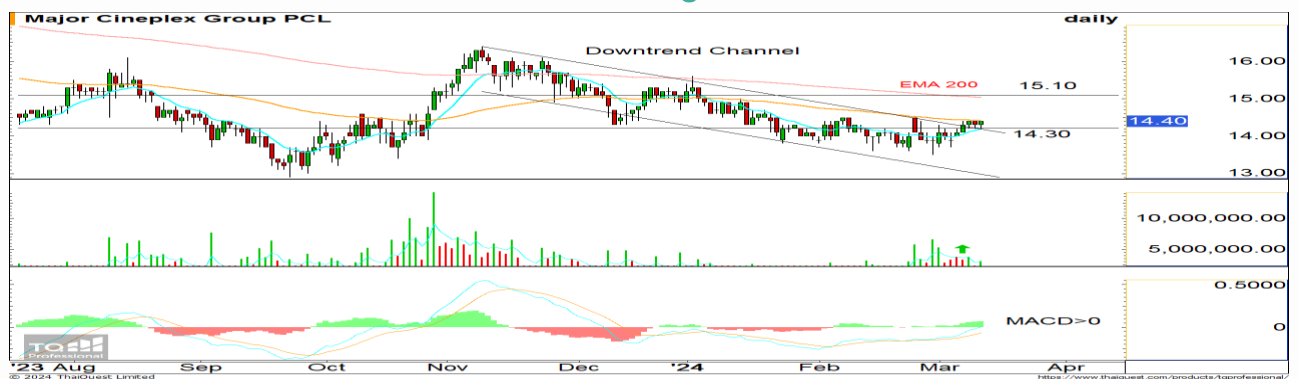 Major Cineplex Group PCL
daily
Downtrend Channel
16.00
EMA 200
15.10
15.00
14.40
14.30
14.00
13.00
10,000,000.00
5,000,000.00
0.5000
MACD>0
0
TQ
Professional
'23 Aug Sep Oct Nov Dec '24 Feb Mar Apr
© 2024 ThaiQuest Limited
https://www.thaiquest.com/products/tqprofessional/